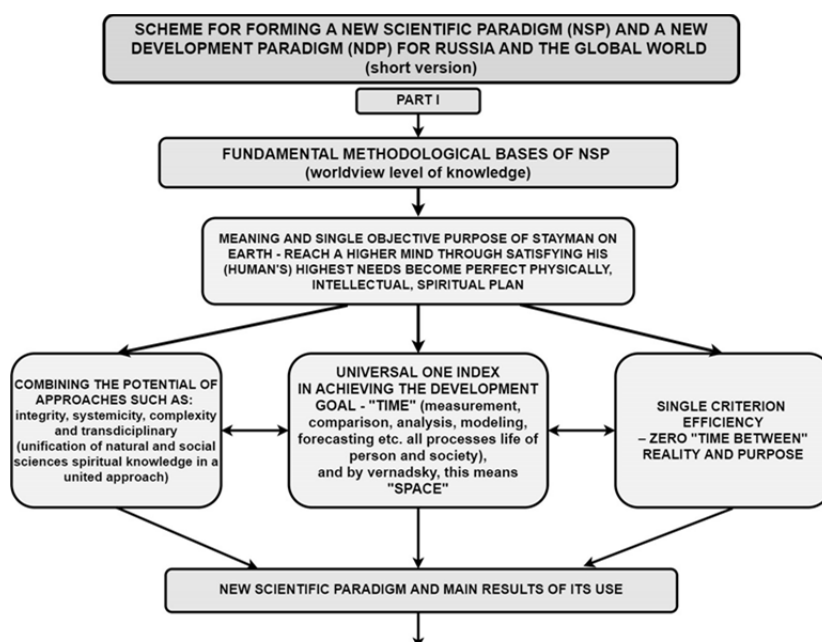 SCHEME FOR FORMING A NEW SCIENTIFIC PARADIGM (NSP) AND A NEW
DEVELOPMENT PARADIGM (NDP) FOR RUSSIA AND THE GLOBAL WORLD
(short version)
PART I
FUNDAMENTAL METHODOLOGICAL BASES OF NSP
(worldview level of knowledge)
MEANING AND SINGLE OBJECTIVE PURPOSE OF STAYMAN ON
EARTH - REACH A HIGHER MIND THROUGH SATISFYING HIS
(HUMAN'S) HIGHEST NEEDS BECOME PERFECT PHYSICALLY,
INTELLECTUAL, SPIRITUAL PLAN
COMBINING THE POTENTIAL OF
APPROACHES SUCH AS:
integrity, systemicity, complexity
and transdiciplinary
(unification of natural and social
sciences spiritual knowledge in a
united approach)
UNIVERSAL ONE INDEX
IN ACHIEVING THE DEVELOPMENT
GOAL - "TIME" (measurement,
comparison, analysis, modeling,
forecasting etc. all processes life of
person and society),
and by vernadsky, this means
"SPACE"
SINGLE CRITERION
EFFICIENCY
– ZERO "TIME BETWEEN"
REALITY AND PURPOSE
NEW SCIENTIFIC PARADIGM AND MAIN RESULTS OF ITS USE